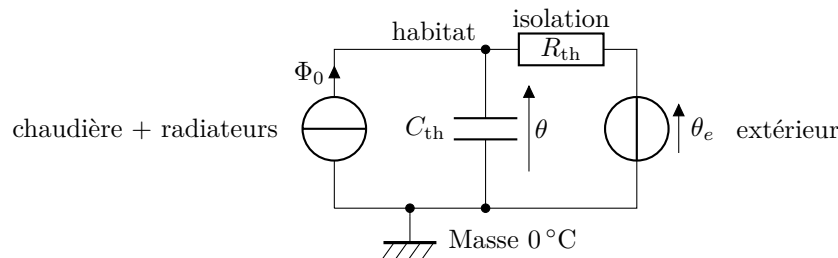 isolation
habitat
R_th
Φ_0
chaudière + radiateurs
C_th
θ
θ_e
extérieur
Masse 0 °C